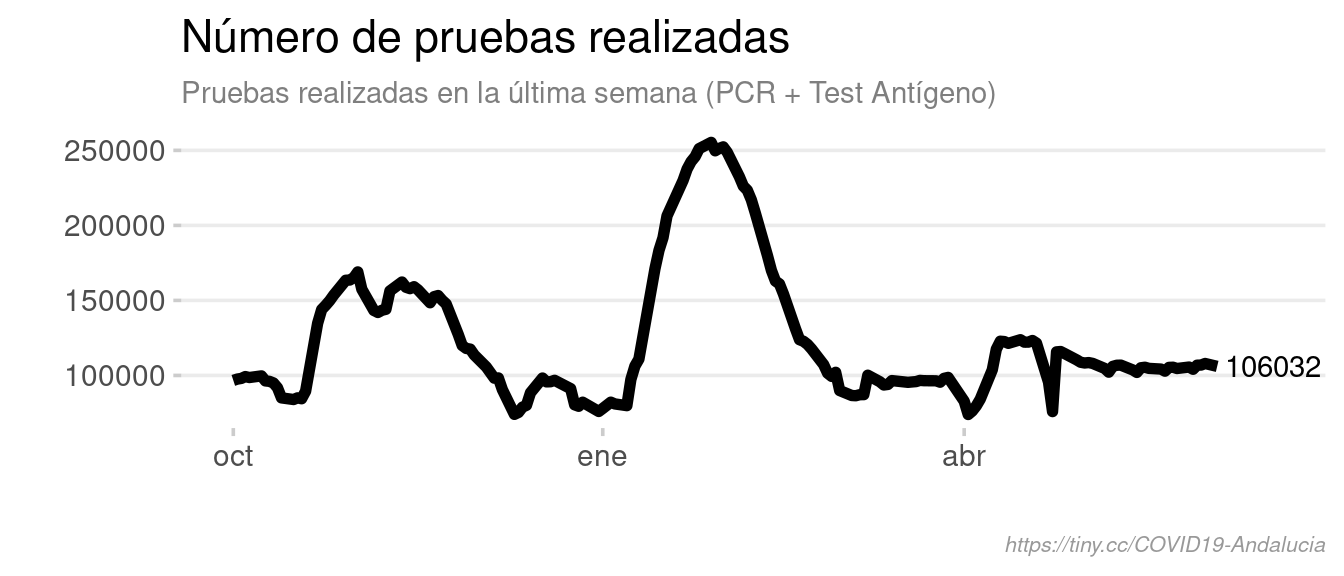 Número de pruebas realizadas
Pruebas realizadas en la última semana (PCR + Test Antígeno)
250000
200000
150000
100000
106032
oct ene abr
https://tiny.cc/COVID19-Andalucia